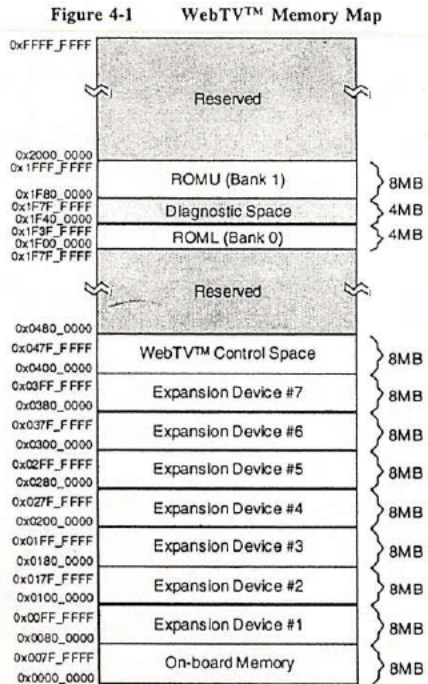 Figure 4-1 WebTV™ Memory Map
0xFFFF_FFFF
Reserved
0x2000_0000
0x1FFF_FFFF
ROMU (Bank 1)
8MB
0x1F80_0000
0x1F7F_FFFF
Diagnostic Space
4MB
0x1F40_0000
0x1F3F_FFFF
ROML (Bank 0)
4MB
0x1F00_0000
0x1F7F_FFFF
Reserved
0x0480_0000
0x047F_FFFF
WebTV™ Control Space
8MB
0x0400_0000
0x03FF_FFFF
Expansion Device #7
8MB
0x0380_0000
0x037F_FFFF
Expansion Device #6
8MB
0x0300_0000
0x02FF_FFFF
Expansion Device #5
8MB
0x0280_0000
0x027F_FFFF
Expansion Device #4
8MB
0x0200_0000
0x01FF_FFFF
Expansion Device #3
8MB
0x0180_0000
0x017F_FFFF
Expansion Device #2
8MB
0x0100_0000
0x00FF_FFFF
Expansion Device #1
8MB
0x0080_0000
0x007F_FFFF
On-board Memory
8MB
0x0000_0000